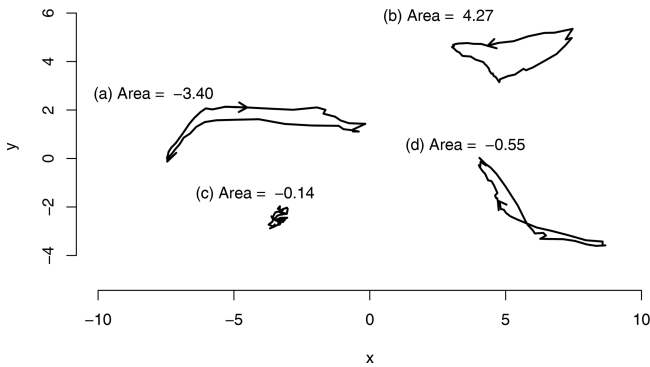 6
4
2
0
−2
−4
y
(b) Area = 4.27
(a) Area = −3.40
(d) Area = −0.55
(c) Area = −0.14
−10
−5
0
5
10
x